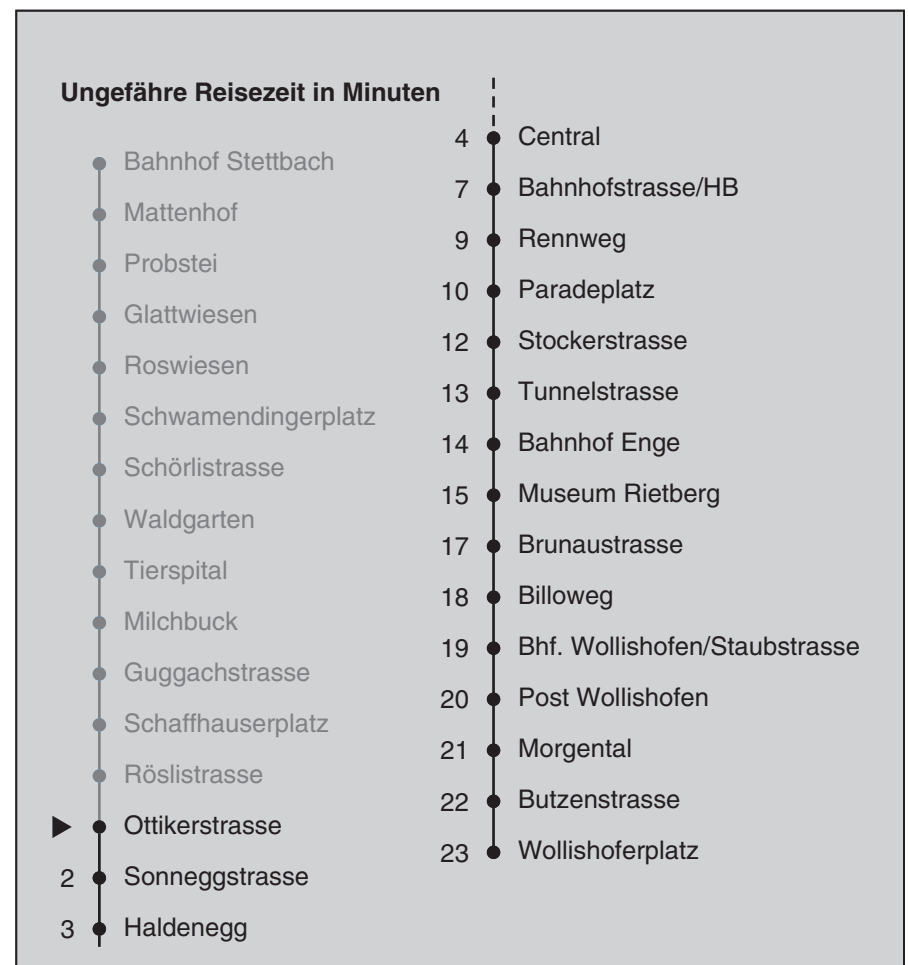 Ungefähre Reisezeit in Minuten
Bahnhof Stettbach
Mattenhof
Probstei
Glattwiesen
Roswiesen
Schwamendingerplatz
Schörlistrasse
Waldgarten
Tierspital
Milchbuck
Guggachstrasse
Schaffhauserplatz
Röslistrasse
Ottikerstrasse
2 Sonneggstrasse
3 Haldenegg
4 Central
7 Bahnhofstrasse/HB
9 Rennweg
10 Paradeplatz
12 Stockerstrasse
13 Tunnelstrasse
14 Bahnhof Enge
15 Museum Rietberg
17 Brunaustrasse
18 Billoweg
19 Bhf. Wollishofen/Staubstrasse
20 Post Wollishofen
21 Morgental
22 Butzenstrasse
23 Wollishoferplatz